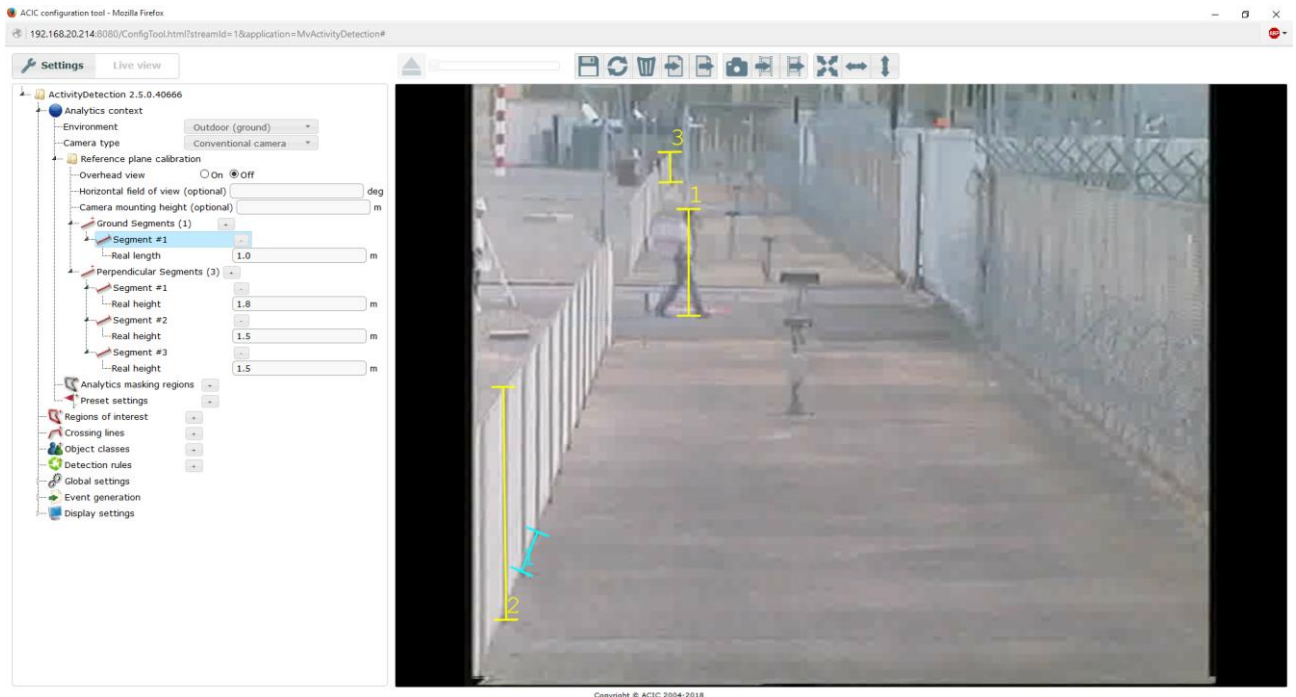 ACIC configuration tool - Mozilla Firefox
192.168.20.214:8080/ConfigTool.html?streamId=1&application=MvActivityDetection#
ABP
Settings Live view
ActivityDetection 2.5.0.40666
Analytics context
Environment Outdoor (ground)
Camera type Conventional camera
Reference plane calibration
Overhead view On Off
Horizontal field of view (optional) deg
Camera mounting height (optional) m
Ground Segments (1) +
Segment #1 -
Real length 1.0 m
Perpendicular Segments (3) +
Segment #1 -
Real height 1.8 m
Segment #2 -
Real height 1.5 m
Segment #3 -
Real height 1.5 m
Analytics masking regions +
Preset settings +
Regions of interest +
Crossing lines +
Object classes +
Detection rules +
Global settings
Event generation
Display settings
3
1
1
2
Copyright © ACIC 2004-2018